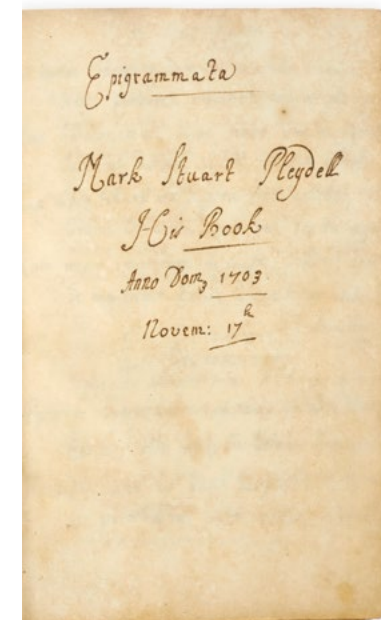 Epigrammata
Mark Stuart Pleydell
His Book
Anno Dom, 1703
Novem: 17th